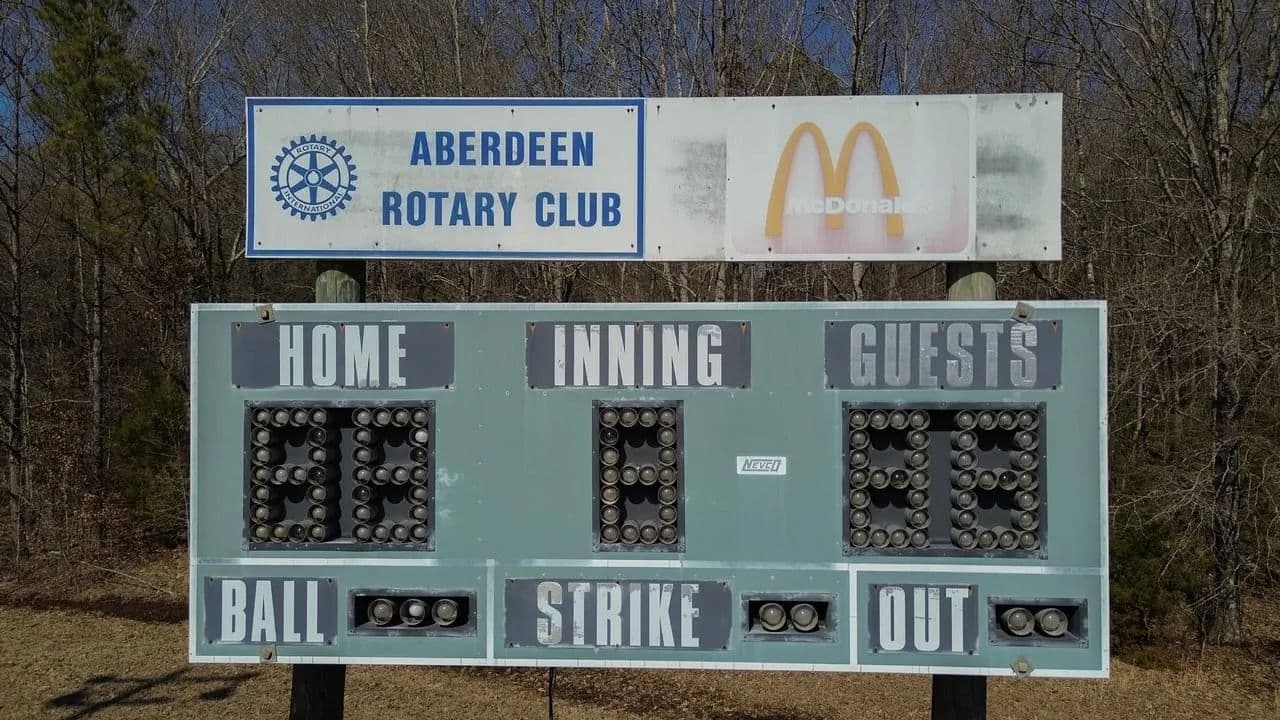 ROTARY
INTERNATIONAL
ABERDEEN
ROTARY CLUB
McDonald's
HOME
INNING
GUESTS
NEVCO
BALL
STRIKE
OUT